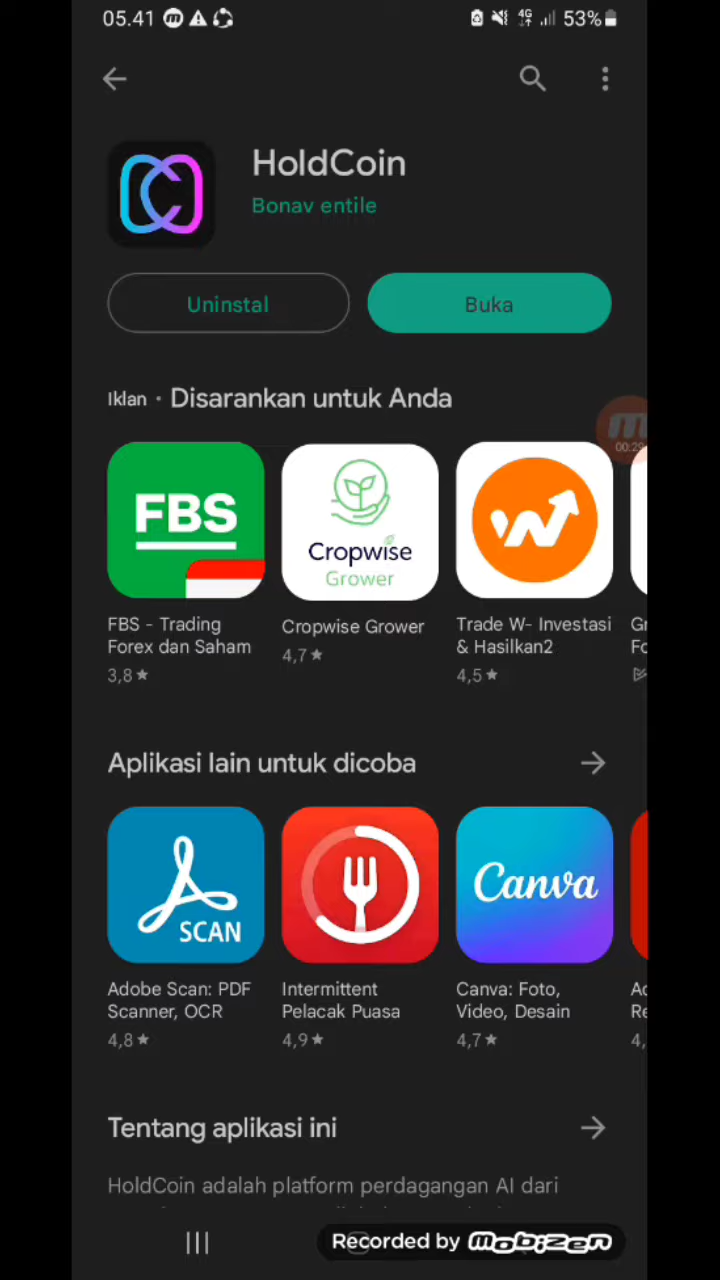 05.41
4G
53%
HoldCoin
Bonav entile
Uninstal
Buka
Iklan • Disarankan untuk Anda
00:29
FBS
Cropwise
Grower
FBS - Trading
Forex dan Saham
3,8★
Cropwise Grower
4,7★
Trade W- Investasi
& Hasilkan2
4,5★
Aplikasi lain untuk dicoba
SCAN
Canva
Adobe Scan: PDF
Scanner, OCR
4,8★
Intermittent
Pelacak Puasa
4,9★
Canva: Foto,
Video, Desain
4,7★
Tentang aplikasi ini
HoldCoin adalah platform perdagangan AI dari
Recorded by mobizen